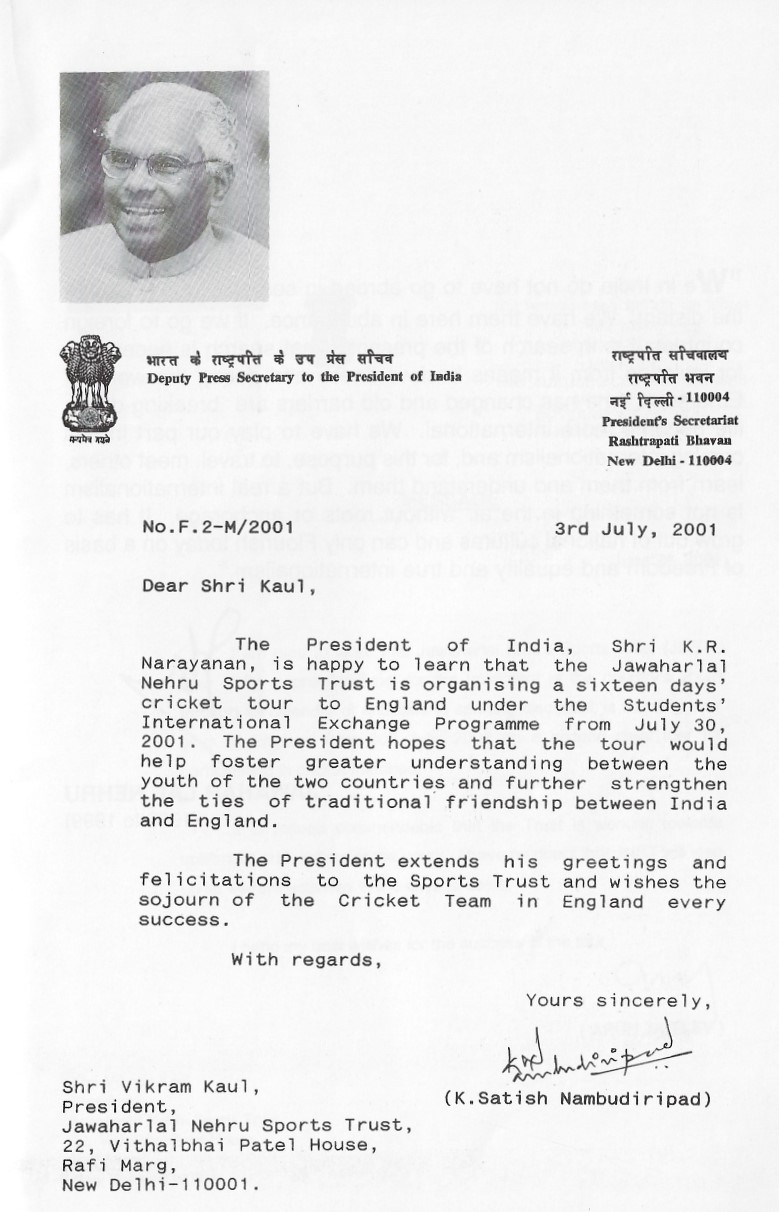 सत्यमेव जयते
भारत के राष्ट्रपति के उप प्रेस सचिव
Deputy Press Secretary to the President of India
राष्ट्रपति सचिवालय
राष्ट्रपति भवन
नई दिल्ली - 110004
President's Secretariat
Rashtrapati Bhavan
New Delhi - 110004
No.F.2-M/2001
3rd July, 2001
Dear Shri Kaul,
The President of India, Shri K.R.
Narayanan, is happy to learn that the Jawaharlal
Nehru Sports Trust is organising a sixteen days'
cricket tour to England under the Students'
International Exchange Programme from July 30,
2001. The President hopes that the tour would
help foster greater understanding between the
youth of the two countries and further strengthen
the ties of traditional friendship between India
and England.
The President extends his greetings and
felicitations to the Sports Trust and wishes the
sojourn of the Cricket Team in England every
success.
With regards,
Yours sincerely,
(K.Satish Nambudiripad)
Shri Vikram Kaul,
President,
Jawaharlal Nehru Sports Trust,
22, Vithalbhai Patel House,
Rafi Marg,
New Delhi-110001.